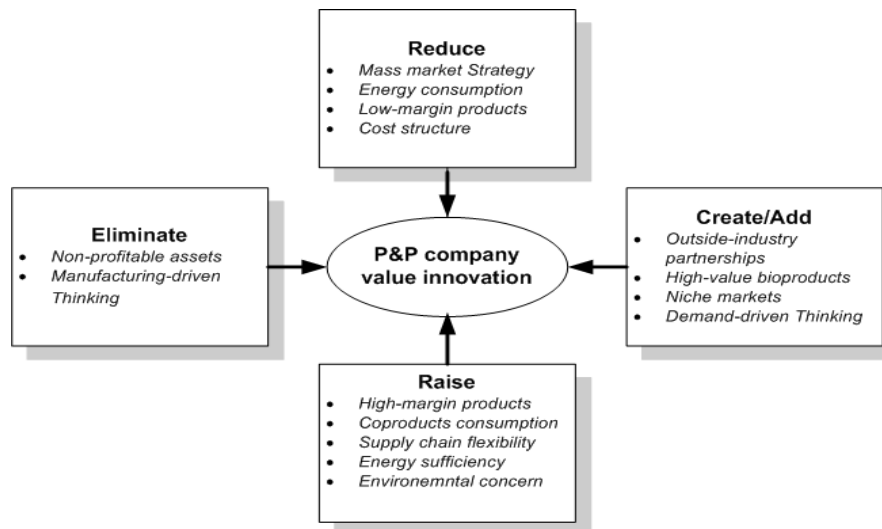 Reduce
• Mass market Strategy
• Energy consumption
• Low-margin products
• Cost structure
Eliminate
• Non-profitable assets
• Manufacturing-driven
Thinking
P&P company
value innovation
Create/Add
• Outside-industry
partnerships
• High-value bioproducts
• Niche markets
• Demand-driven Thinking
Raise
• High-margin products
• Coproducts consumption
• Supply chain flexibility
• Energy sufficiency
• Environemntal concern